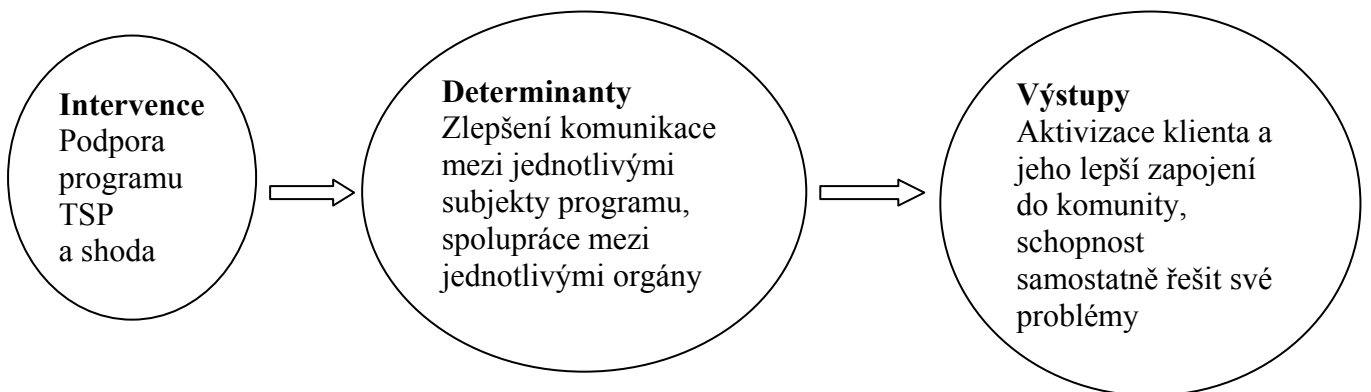 Intervence
Podpora
programu
TSP
a shoda
Determinanty
Zlepšení komunikace
mezi jednotlivými
subjekty programu,
spolupráce mezi
jednotlivými orgány
Výstupy
Aktivizace klienta a
jeho lepší zapojení
do komunity,
schopnost
samostatně řešit své
problémy